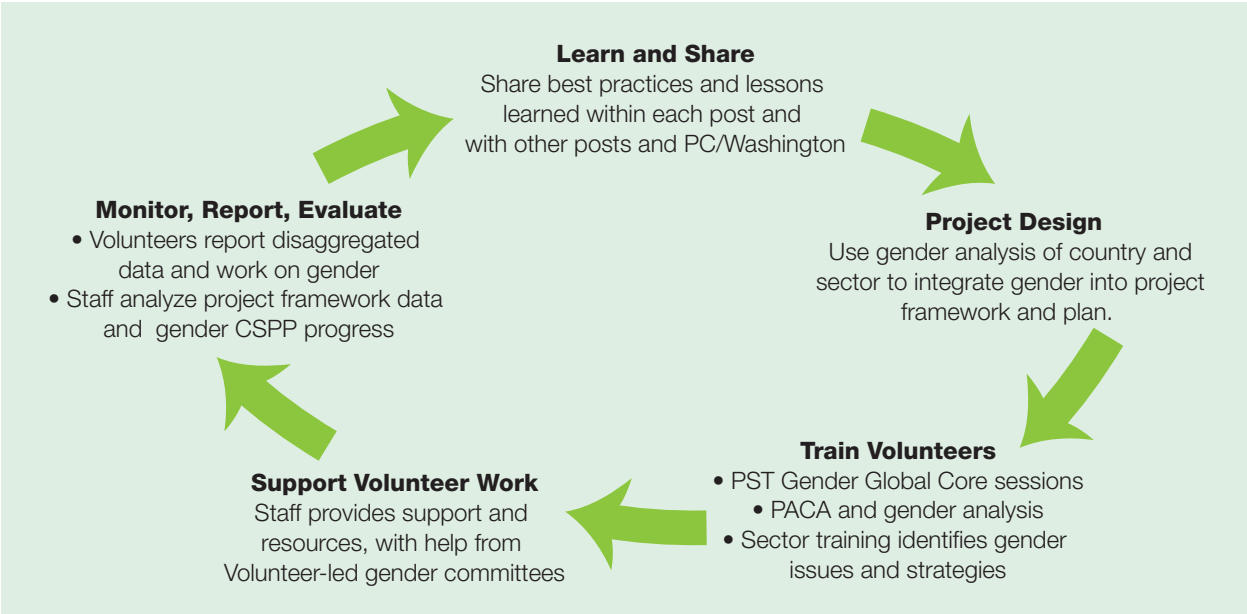 Learn and Share
Share best practices and lessons
learned within each post and
with other posts and PC/Washington
Project Design
Use gender analysis of country and
sector to integrate gender into project
framework and plan.
Train Volunteers
• PST Gender Global Core sessions
• PACA and gender analysis
• Sector training identifies gender
issues and strategies
Support Volunteer Work
Staff provides support and
resources, with help from
Volunteer-led gender committees
Monitor, Report, Evaluate
• Volunteers report disaggregated
data and work on gender
• Staff analyze project framework data
and gender CSPP progress